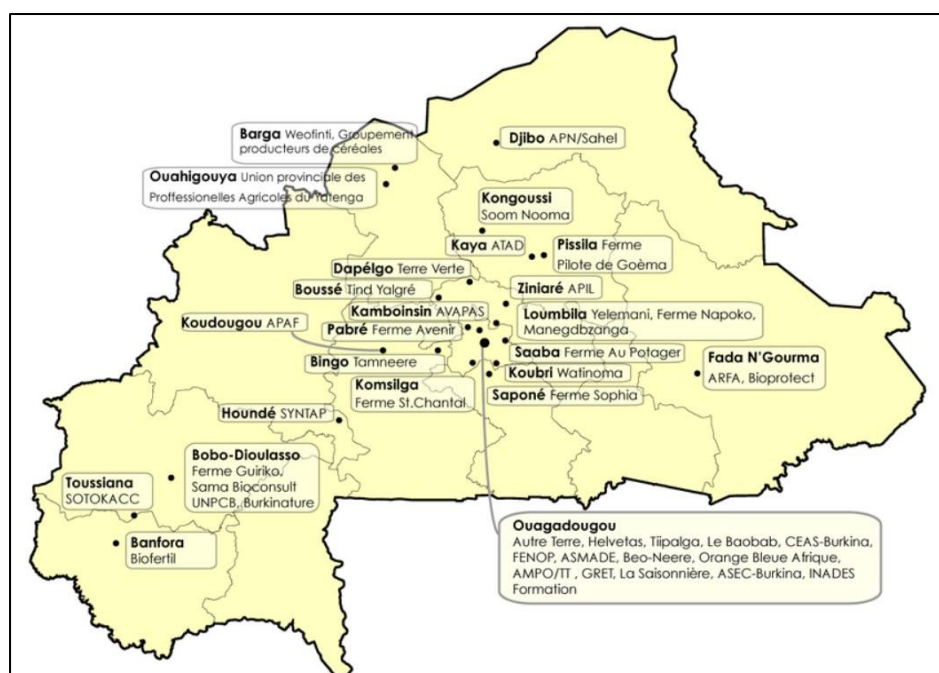 Barga Weofinti, Groupement
producteurs de céréales
Djibo APN/Sahel
Ouahigouya Union provinciale des
Proffessionelles Agricoles du Yatenga
Kongoussi
Soom Nooma
Kaya ATAD
Pissila Ferme
Pilote de Goèma
Dapélgo Terre Verte
Boussé Tind Yalgré
Ziniaré APIL
Kamboinsin AVAPAS
Loumbila Yelemani, Ferme Napoko,
Manegdbzanga
Koudougou APAF
Pabré Ferme Avenir
Saaba Ferme Au Potager
Bingo Tamneere
Fada N'Gourma
ARFA, Bioprotect
Koubri Watinoma
Komsilga
Ferme St.Chantal
Saponé Ferme Sophia
Houndé SYNTAP
Bobo-Dioulasso
Ferme Guiriko,
Sama Bioconsult
UNPCB, Burkinature
Toussiana
SOTOKACC
Banfora
Biofertil
Ouagadougou
Autre Terre, Helvetas, Tiipalga, Le Baobab, CEAS-Burkina,
FENOP, ASMADE, Beo-Neere, Orange Bleue Afrique,
AMPO/TT , GRET, La Saisonnière, ASEC-Burkina, INADES
Formation